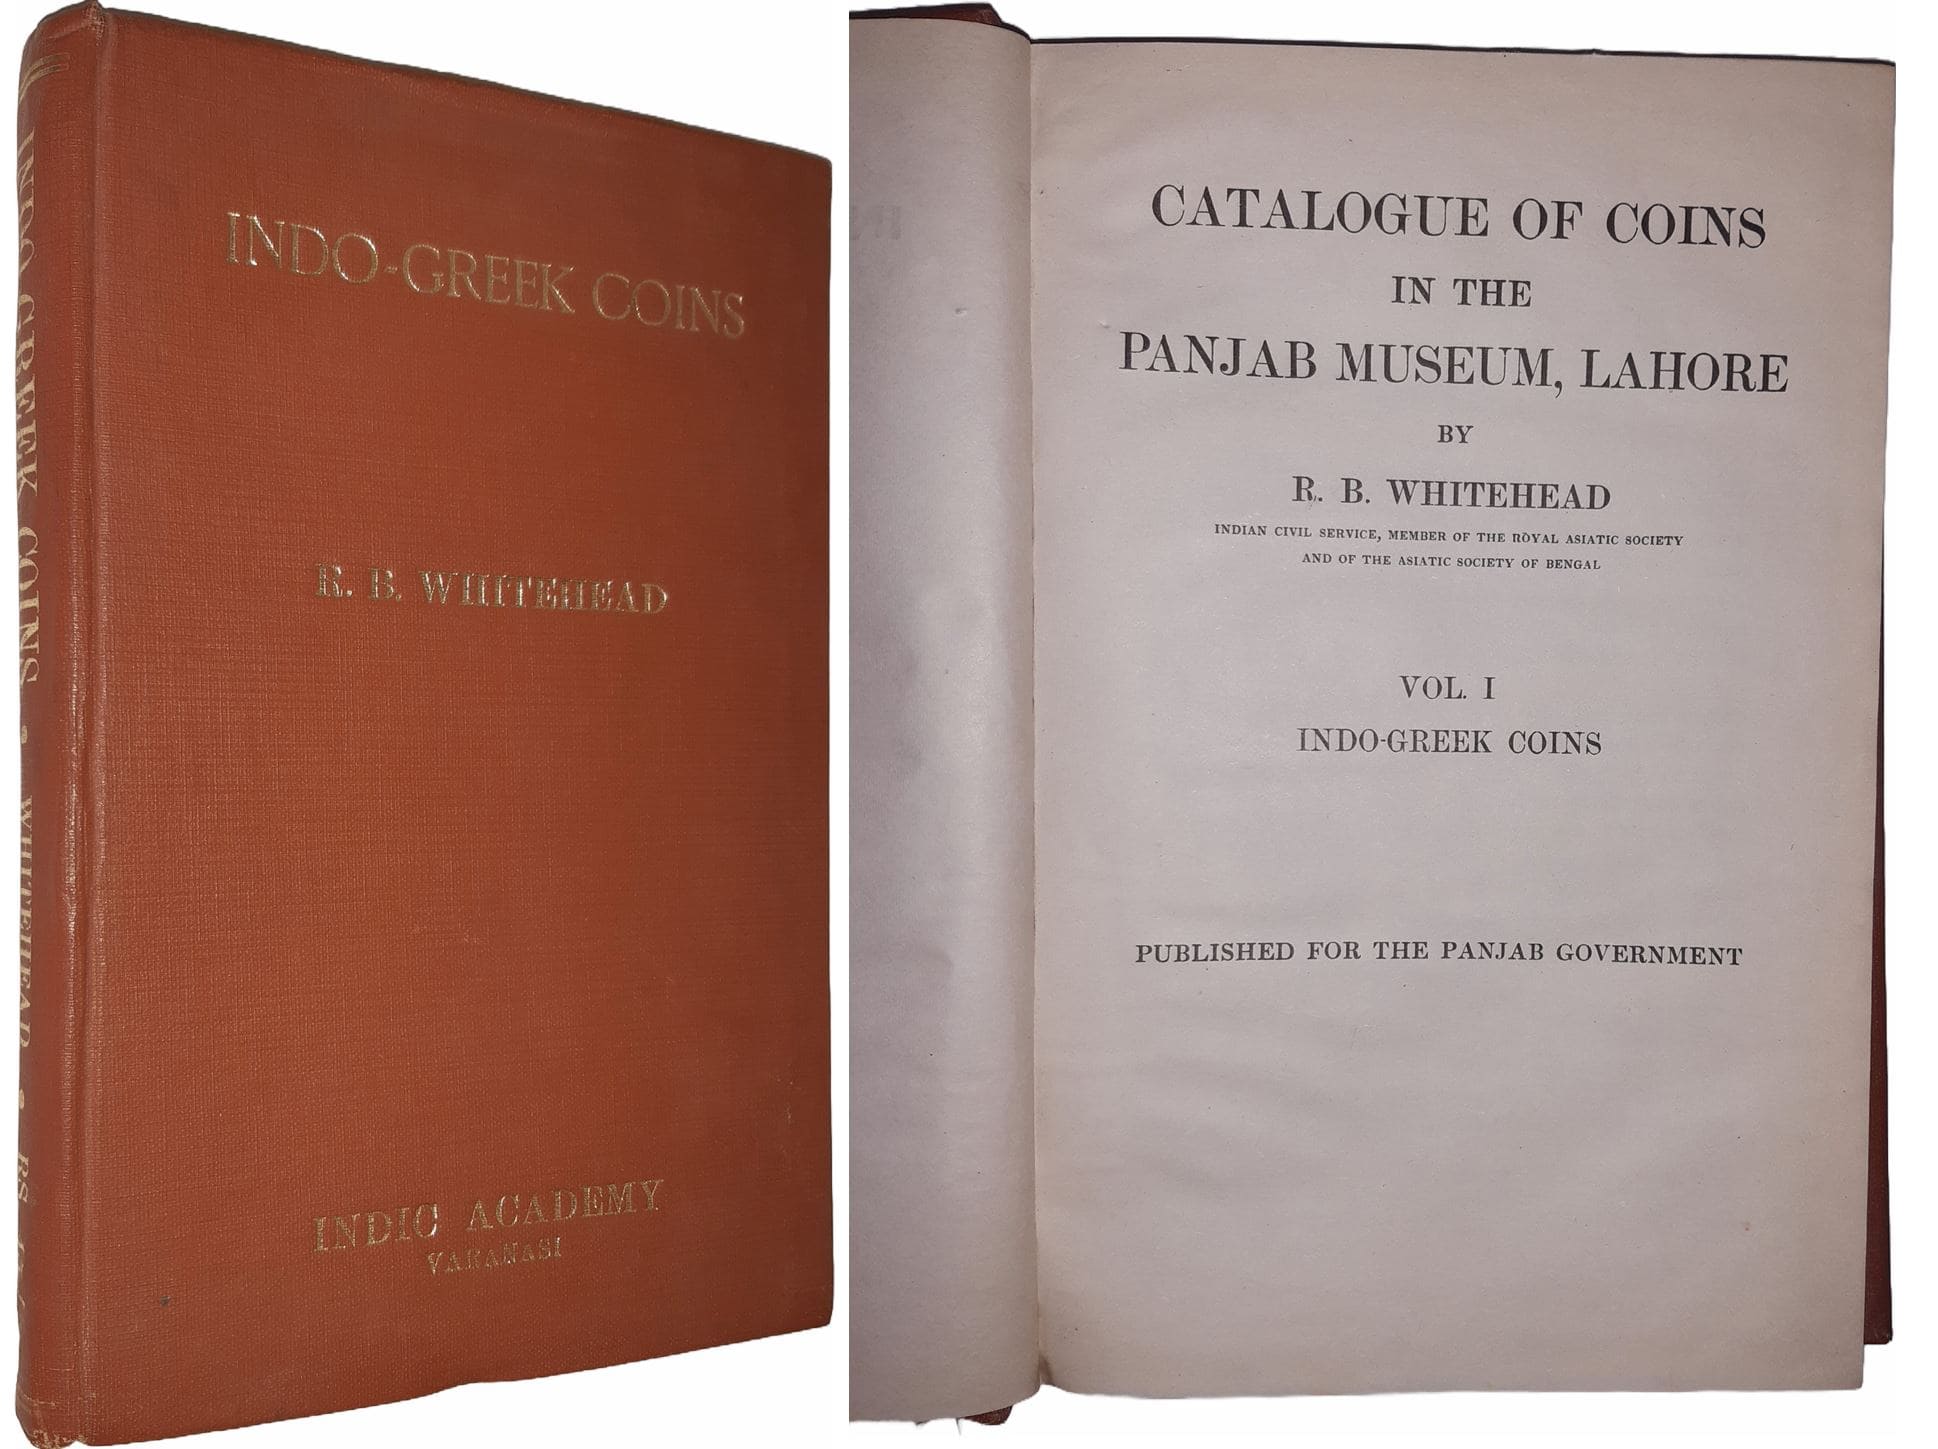 INDO-GREEK COINS
R. B. WHITEHEAD
INDIC ACADEMY
VARANASI
INDO GREEK COINS WHITEHEAD RS
CATALOGUE OF COINS
IN THE
PANJAB MUSEUM, LAHORE
BY
R. B. WHITEHEAD
INDIAN CIVIL SERVICE, MEMBER OF THE ROYAL ASIATIC SOCIETY
AND OF THE ASIATIC SOCIETY OF BENGAL
VOL. I
INDO-GREEK COINS
PUBLISHED FOR THE PANJAB GOVERNMENT